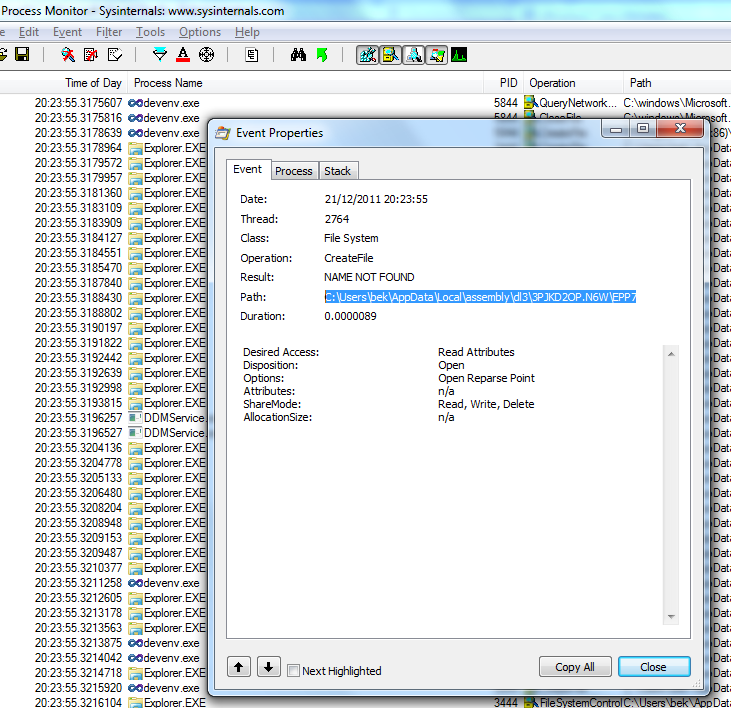 Process Monitor - Sysinternals: www.sysinternals.com
Edit Event Filter Tools Options Help
Time of Day Process Name PID Operation Path
20:23:55.3175607 devenv.exe 5844 QueryNetwork... C:\windows\Microsoft.
20:23:55.3175816 devenv.exe 5844 CloseFile C:\windows\Microsoft.
20:23:55.3178639 devenv.exe
20:23:55.3178964 Explorer.EXE
20:23:55.3179572 Explorer.EXE
20:23:55.3179957 Explorer.EXE
20:23:55.3181360 Explorer.EXE
20:23:55.3183109 Explorer.EXE
20:23:55.3183909 Explorer.EXE
20:23:55.3184127 Explorer.EXE
20:23:55.3184551 Explorer.EXE
20:23:55.3185470 Explorer.EXE
20:23:55.3187840 Explorer.EXE
20:23:55.3188430 Explorer.EXE
20:23:55.3188802 Explorer.EXE
20:23:55.3190197 Explorer.EXE
20:23:55.3191822 Explorer.EXE
20:23:55.3192442 Explorer.EXE
20:23:55.3192639 Explorer.EXE
20:23:55.3192998 Explorer.EXE
20:23:55.3193815 Explorer.EXE
20:23:55.3196257 DDMService.
20:23:55.3196527 DDMService.
20:23:55.3204136 Explorer.EXE
20:23:55.3204778 Explorer.EXE
20:23:55.3205133 Explorer.EXE
20:23:55.3206480 Explorer.EXE
20:23:55.3208204 Explorer.EXE
20:23:55.3208948 Explorer.EXE
20:23:55.3209153 Explorer.EXE
20:23:55.3209487 Explorer.EXE
20:23:55.3210377 Explorer.EXE
20:23:55.3211258 devenv.exe
20:23:55.3212605 Explorer.EXE
20:23:55.3213178 Explorer.EXE
20:23:55.3213563 Explorer.EXE
20:23:55.3213875 devenv.exe
20:23:55.3214042 devenv.exe
20:23:55.3214718 Explorer.EXE
20:23:55.3215920 devenv.exe
20:23:55.3216104 Explorer.EXE 3444 FileSystemControl C:\Users\bek\AppData
Event Properties
Event Process Stack
Date: 21/12/2011 20:23:55
Thread: 2764
Class: File System
Operation: CreateFile
Result: NAME NOT FOUND
Path: C:\Users\bek\AppData\Local\assembly\dl3\3PJKD2OP.N6W\EPP7
Duration: 0.0000089
Desired Access: Read Attributes
Disposition: Open
Options: Open Reparse Point
Attributes: n/a
ShareMode: Read, Write, Delete
AllocationSize: n/a
Next Highlighted Copy All Close